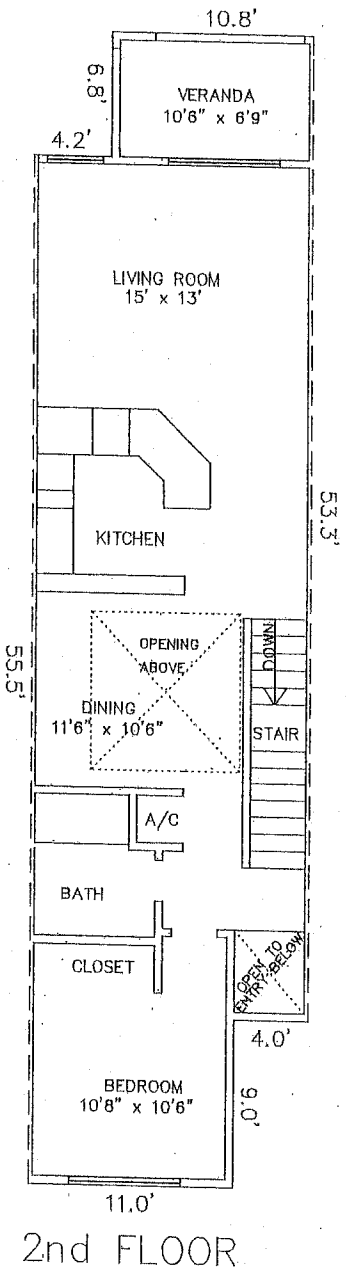 10.8'
6.8'
VERANDA
10'6" x 6'9"
4.2'
LIVING ROOM
15' x 13'
53.3'
KITCHEN
OPENING
ABOVE
DOWN
55.5'
DINING
11'6" x 10'6"
STAIR
A/C
BATH
CLOSET
OPEN TO
ENTRY BELOW
4.0'
BEDROOM
10'8" x 10'6"
9.0'
11.0'
2nd FLOOR